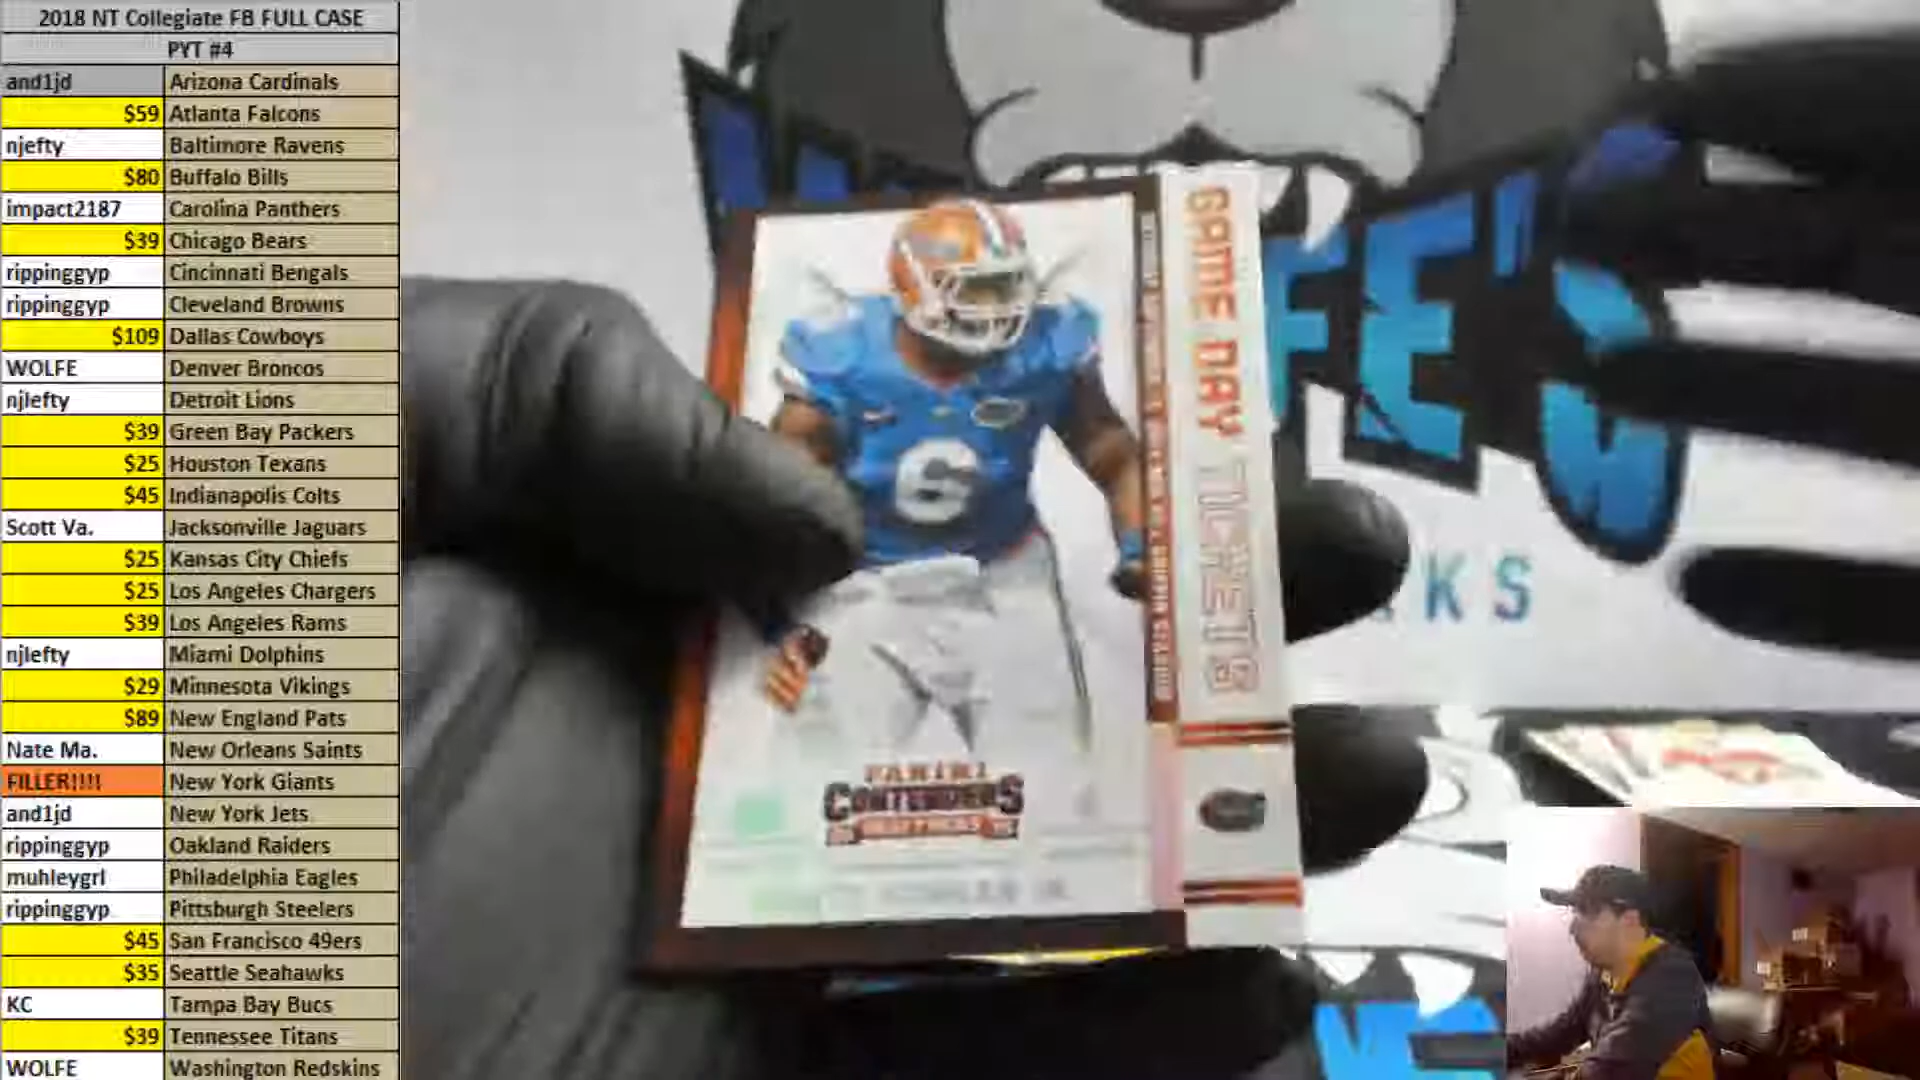 2018 NT Collegiate FB FULL CASE
PYT #4
and1jd Arizona Cardinals
$59 Atlanta Falcons
njefty Baltimore Ravens
$80 Buffalo Bills
impact2187 Carolina Panthers
$39 Chicago Bears
rippinggyp Cincinnati Bengals
rippinggyp Cleveland Browns
$109 Dallas Cowboys
WOLFE Denver Broncos
njlefty Detroit Lions
$39 Green Bay Packers
$25 Houston Texans
$45 Indianapolis Colts
Scott Va. Jacksonville Jaguars
$25 Kansas City Chiefs
$25 Los Angeles Chargers
$39 Los Angeles Rams
njlefty Miami Dolphins
$29 Minnesota Vikings
$89 New England Pats
Nate Ma. New Orleans Saints
FILLER!!!! New York Giants
and1jd New York Jets
rippinggyp Oakland Raiders
muhleygrl Philadelphia Eagles
rippinggyp Pittsburgh Steelers
$45 San Francisco 49ers
$35 Seattle Seahawks
KC Tampa Bay Bucs
$39 Tennessee Titans
WOLFE Washington Redskins
GAME DAY TICKETS
6
PANINI
CONTENDERS
DRAFT PICKS
FE'S
KS